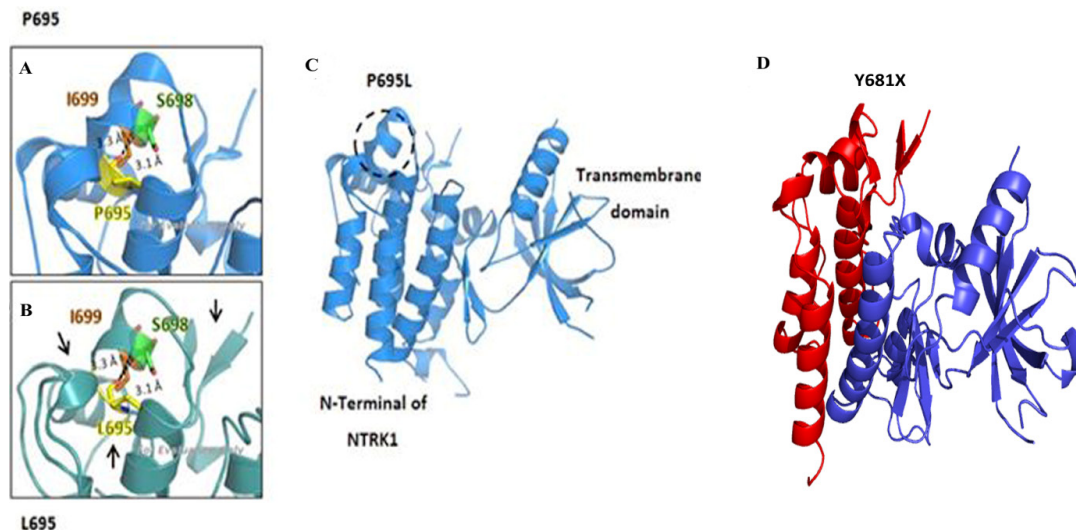 P695
A
I699
S698
3.3 Å
3.1 Å
P695
B
I699
S698
.3 Å
3.1 Å
L695
L695
C
P695L
Transmembrane
domain
N-Terminal of
NTRK1
D
Y681X